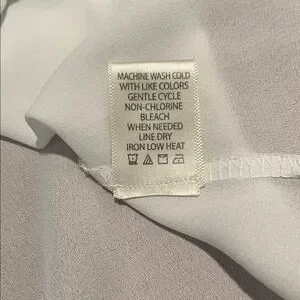 MACHINE WASH COLD
WITH LIKE COLORS
GENTLE CYCLE
NON-CHLORINE
BLEACH
WHEN NEEDED
LINE DRY
IRON LOW HEAT